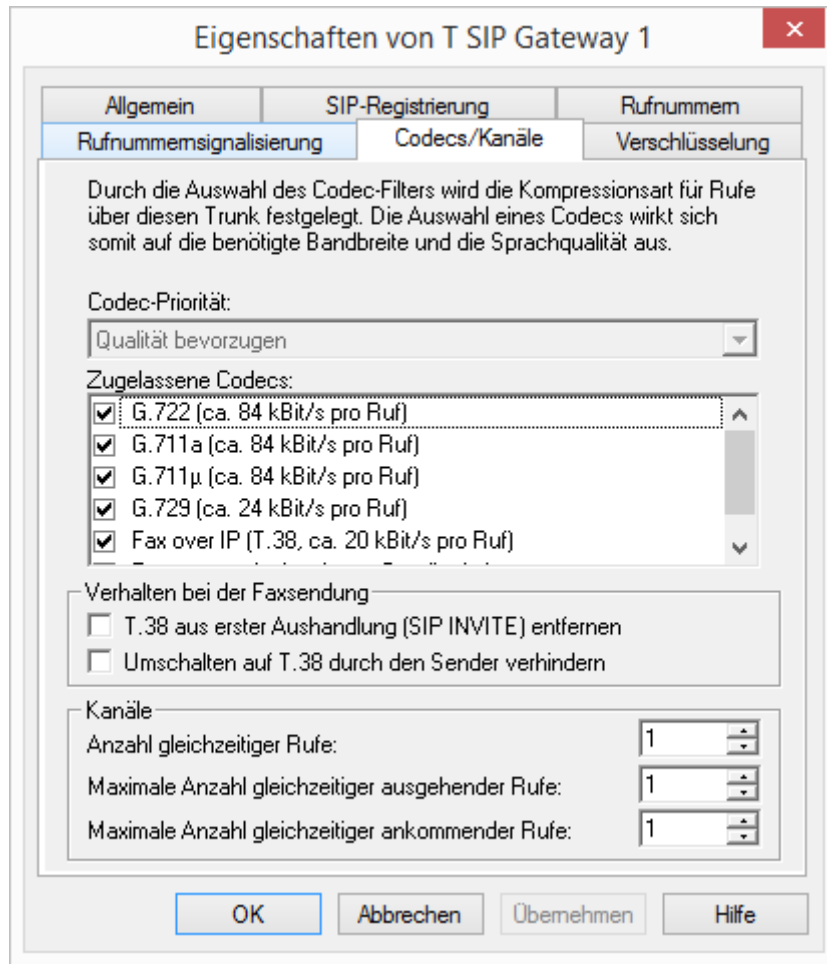 Eigenschaften von T SIP Gateway 1
Allgemein
SIP-Registrierung
Rufnummern
Rufnummernsignalisierung
Codecs/Kanäle
Verschlüsselung
Durch die Auswahl des Codec-Filters wird die Kompressionsart für Rufe
über diesen Trunk festgelegt. Die Auswahl eines Codecs wirkt sich
somit auf die benötigte Bandbreite und die Sprachqualität aus.
Codec-Priorität:
Qualität bevorzugen
Zugelassene Codecs:
G.722 (ca. 84 kBit/s pro Ruf)
G.711a (ca. 84 kBit/s pro Ruf)
G.711µ (ca. 84 kBit/s pro Ruf)
G.729 (ca. 24 kBit/s pro Ruf)
Fax over IP (T.38, ca. 20 kBit/s pro Ruf)
Verhalten bei der Faxsendung
T.38 aus erster Aushandlung (SIP INVITE) entfernen
Umschalten auf T.38 durch den Sender verhindern
Kanäle
Anzahl gleichzeitiger Rufe: 1
Maximale Anzahl gleichzeitiger ausgehender Rufe: 1
Maximale Anzahl gleichzeitiger ankommender Rufe: 1
OK
Abbrechen
Übernehmen
Hilfe